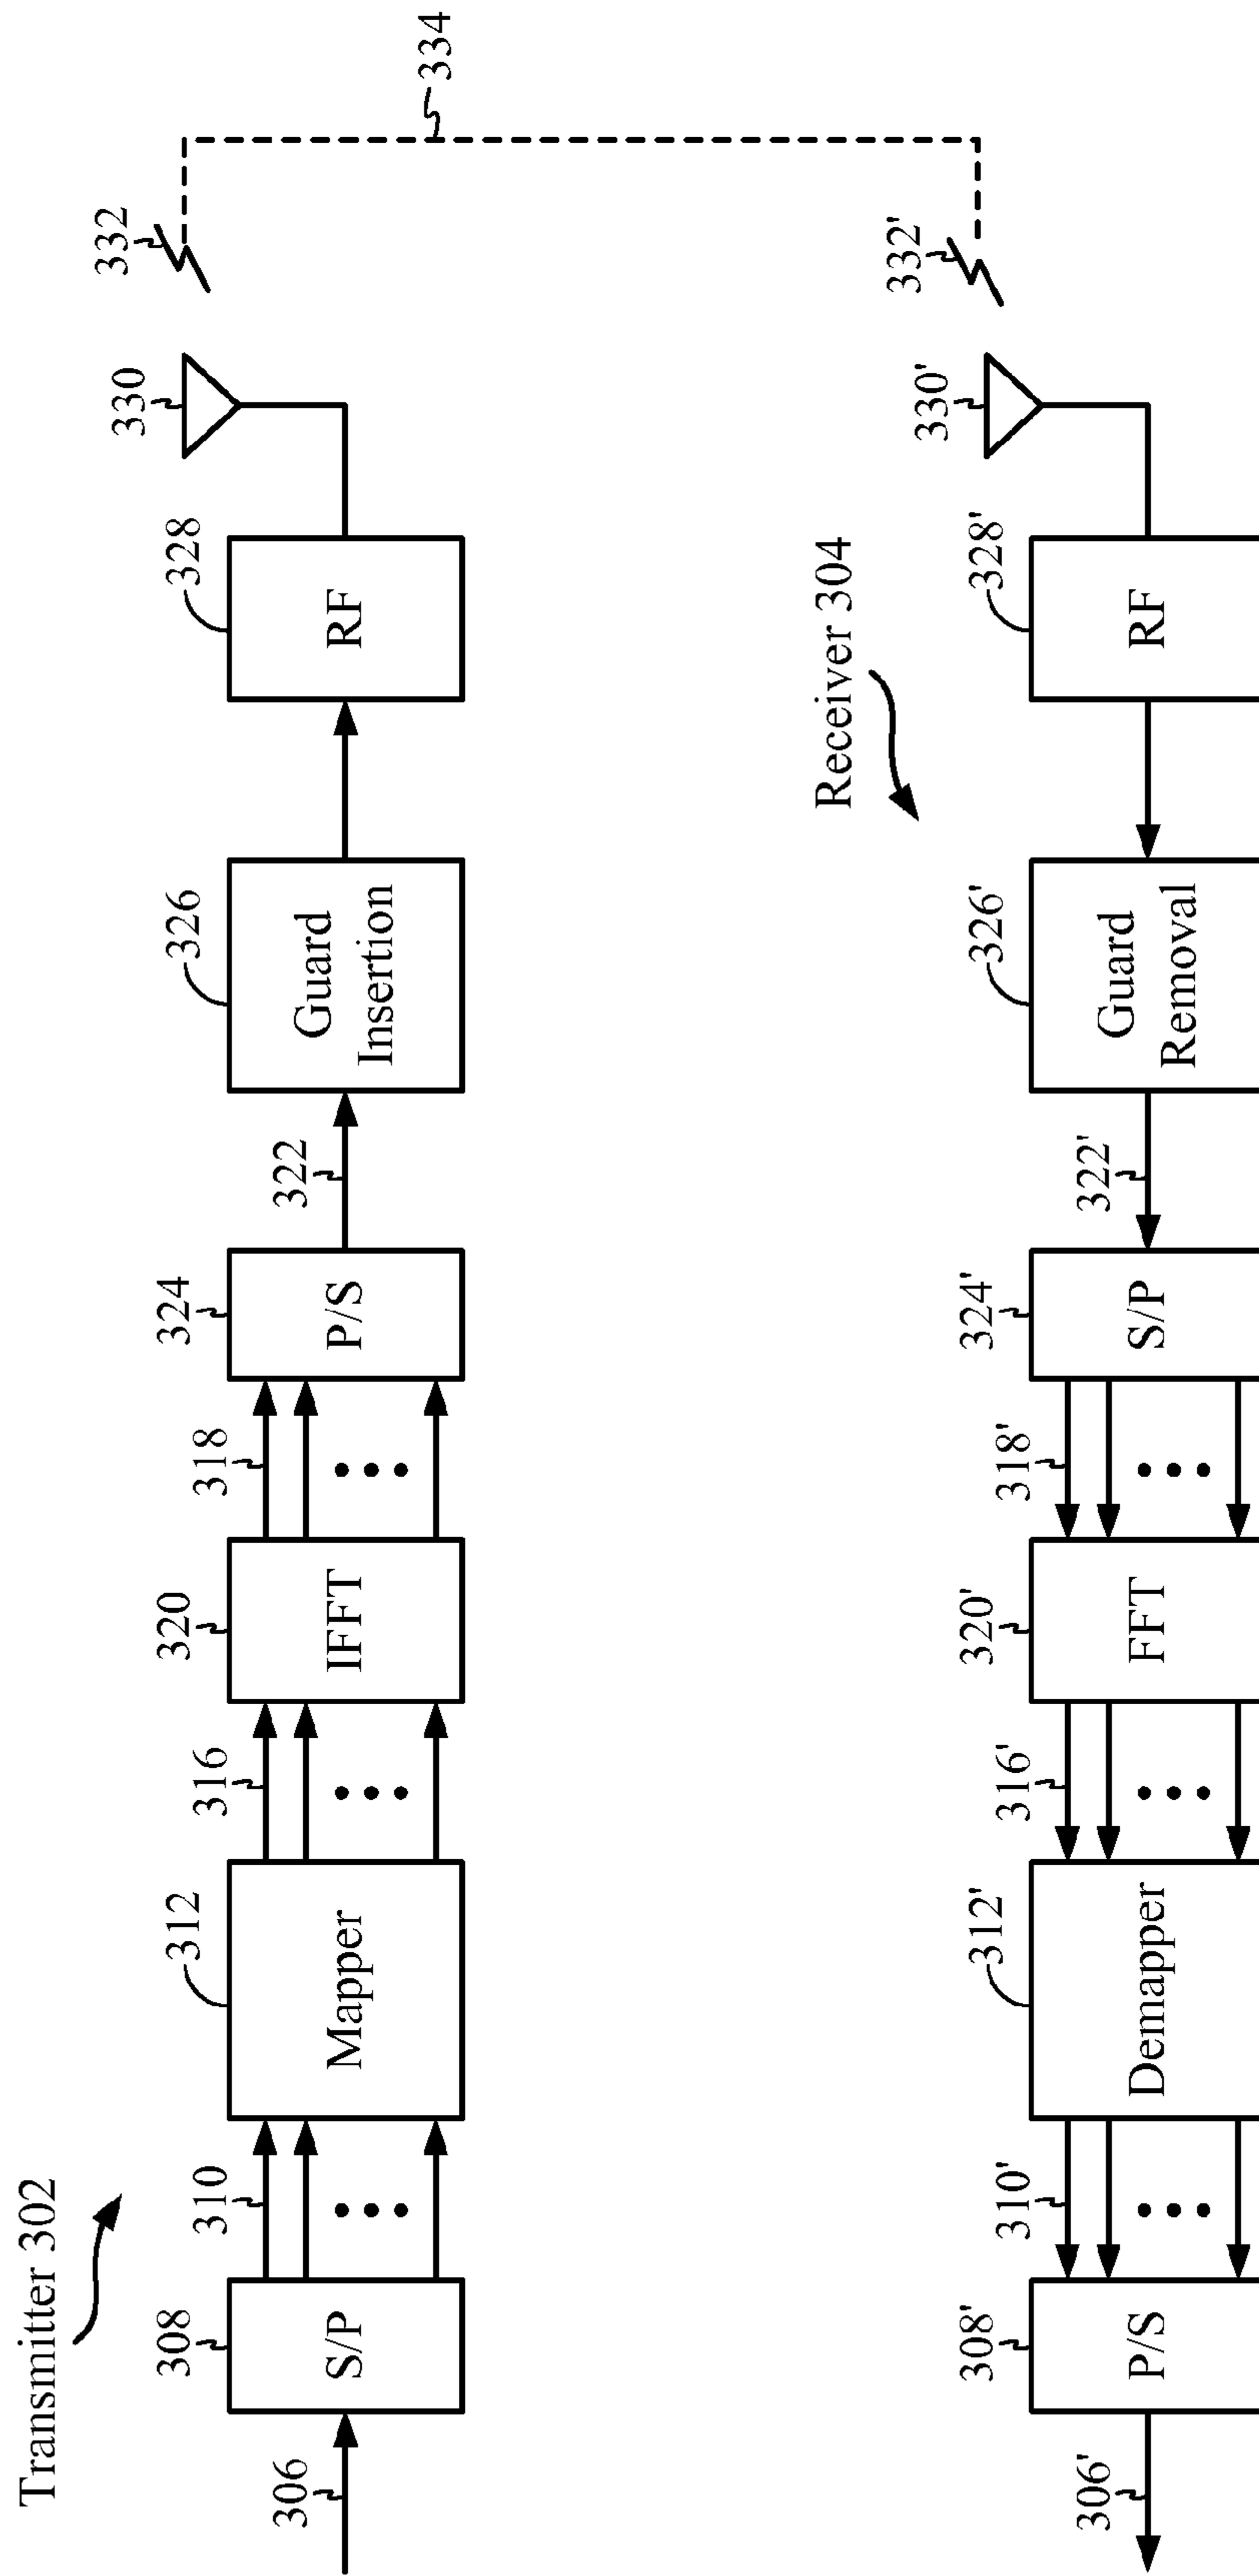 Transmitter 302
306
308
S/P
310
312
Mapper
316
320
IFFT
318
324
P/S
322
326
Guard
Insertion
328
RF
330
332
334
Receiver 304
306'
308'
P/S
310'
312'
Demapper
316'
320'
FFT
318'
324'
S/P
322'
326'
Guard
Removal
328'
RF
330'
332'